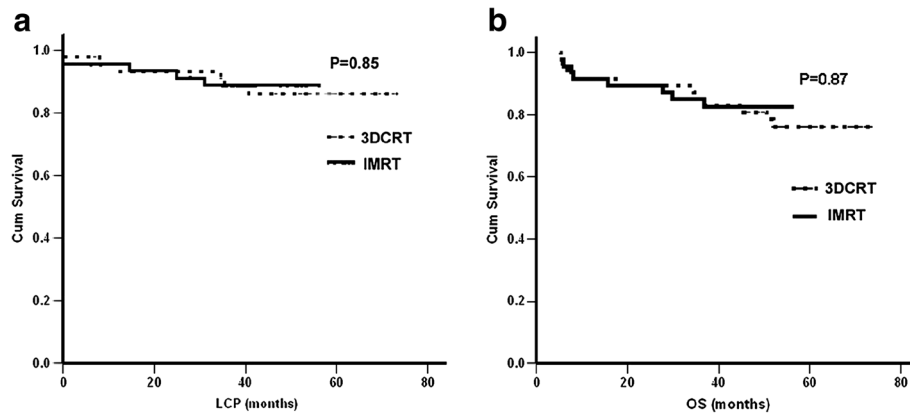 a
1.0
0.8
0.6
0.4
0.2
0.0
Cum Survival
P=0.85
3DCRT
IMRT
0 20 40 60 80
LCP (months)
b
1.0
0.8
0.6
0.4
0.2
0.0
Cum Survival
P=0.87
3DCRT
IMRT
0 20 40 60 80
OS (months)